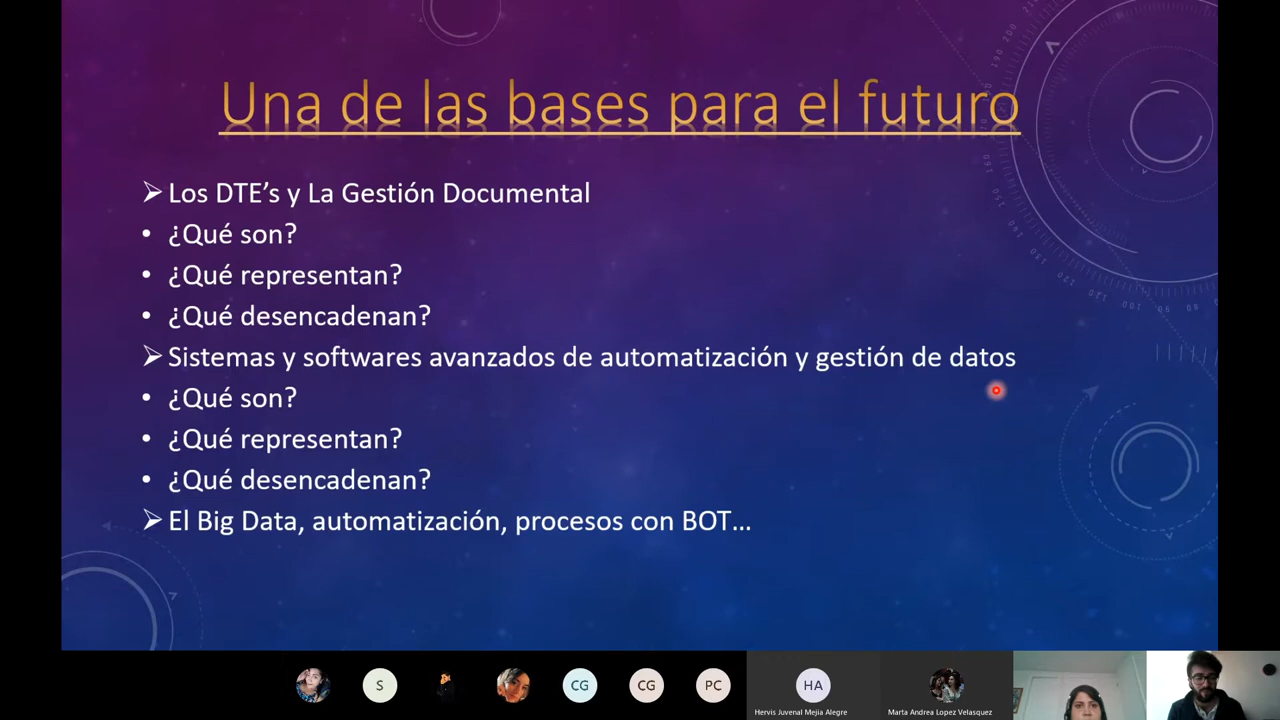 Una de las bases para el futuro
➢ Los DTE’s y La Gestión Documental
• ¿Qué son?
• ¿Qué representan?
• ¿Qué desencadenan?
➢ Sistemas y softwares avanzados de automatización y gestión de datos
• ¿Qué son?
• ¿Qué representan?
• ¿Qué desencadenan?
➢ El Big Data, automatización, procesos con BOT…
S
CG
CG
PC
HA
Hervis Juvenal Mejia Alegre
Marta Andrea Lopez Velasquez